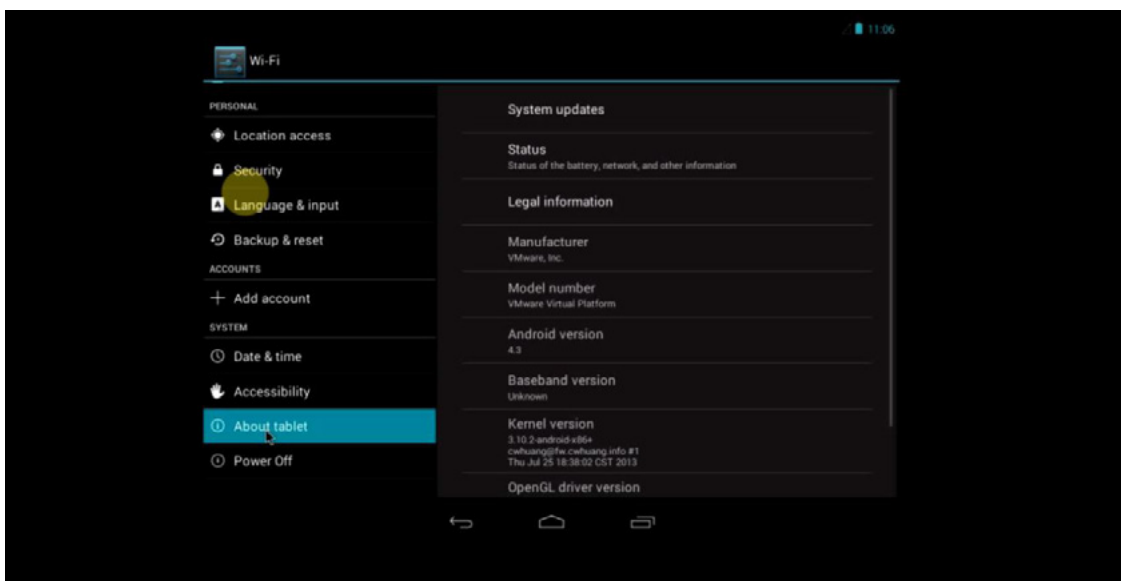 11:06
Wi-Fi
PERSONAL
Location access
Security
A Language & input
Backup & reset
ACCOUNTS
Add account
SYSTEM
Date & time
Accessibility
About tablet
Power Off
System updates
Status
Status of the battery, network, and other information
Legal information
Manufacturer
VMware, Inc.
Model number
VMware Virtual Platform
Android version
4.3
Baseband version
Unknown
Kernel version
3.10.2-android-x86+
cwhuang@fw.cwhuang.info #1
Thu Jul 25 18:38:02 CST 2013
OpenGL driver version